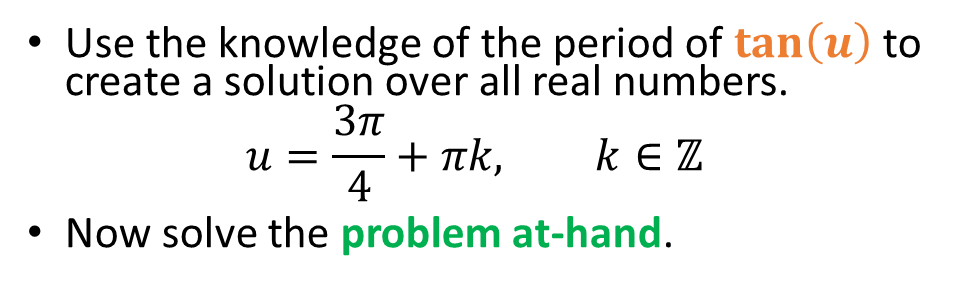 • Use the knowledge of the period of tan(u) to
create a solution over all real numbers.
u = 3π/4 + πk, k ∈ ℤ
• Now solve the problem at-hand.